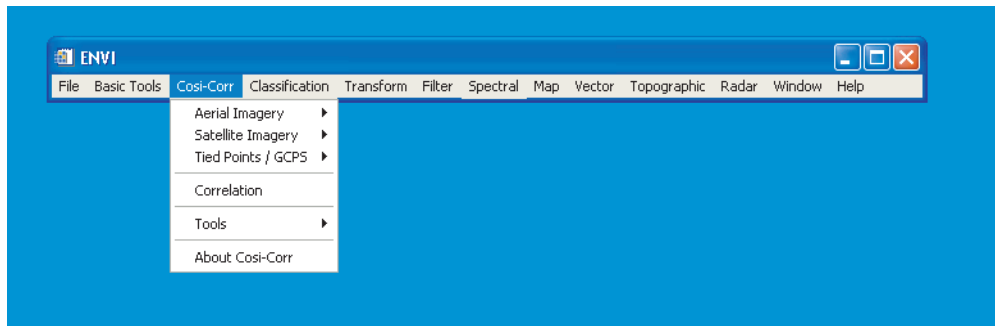 ENVI
File Basic Tools Cosi-Corr Classification Transform Filter Spectral Map Vector Topographic Radar Window Help
Aerial Imagery
Satellite Imagery
Tied Points / GCPS
Correlation
Tools
About Cosi-Corr